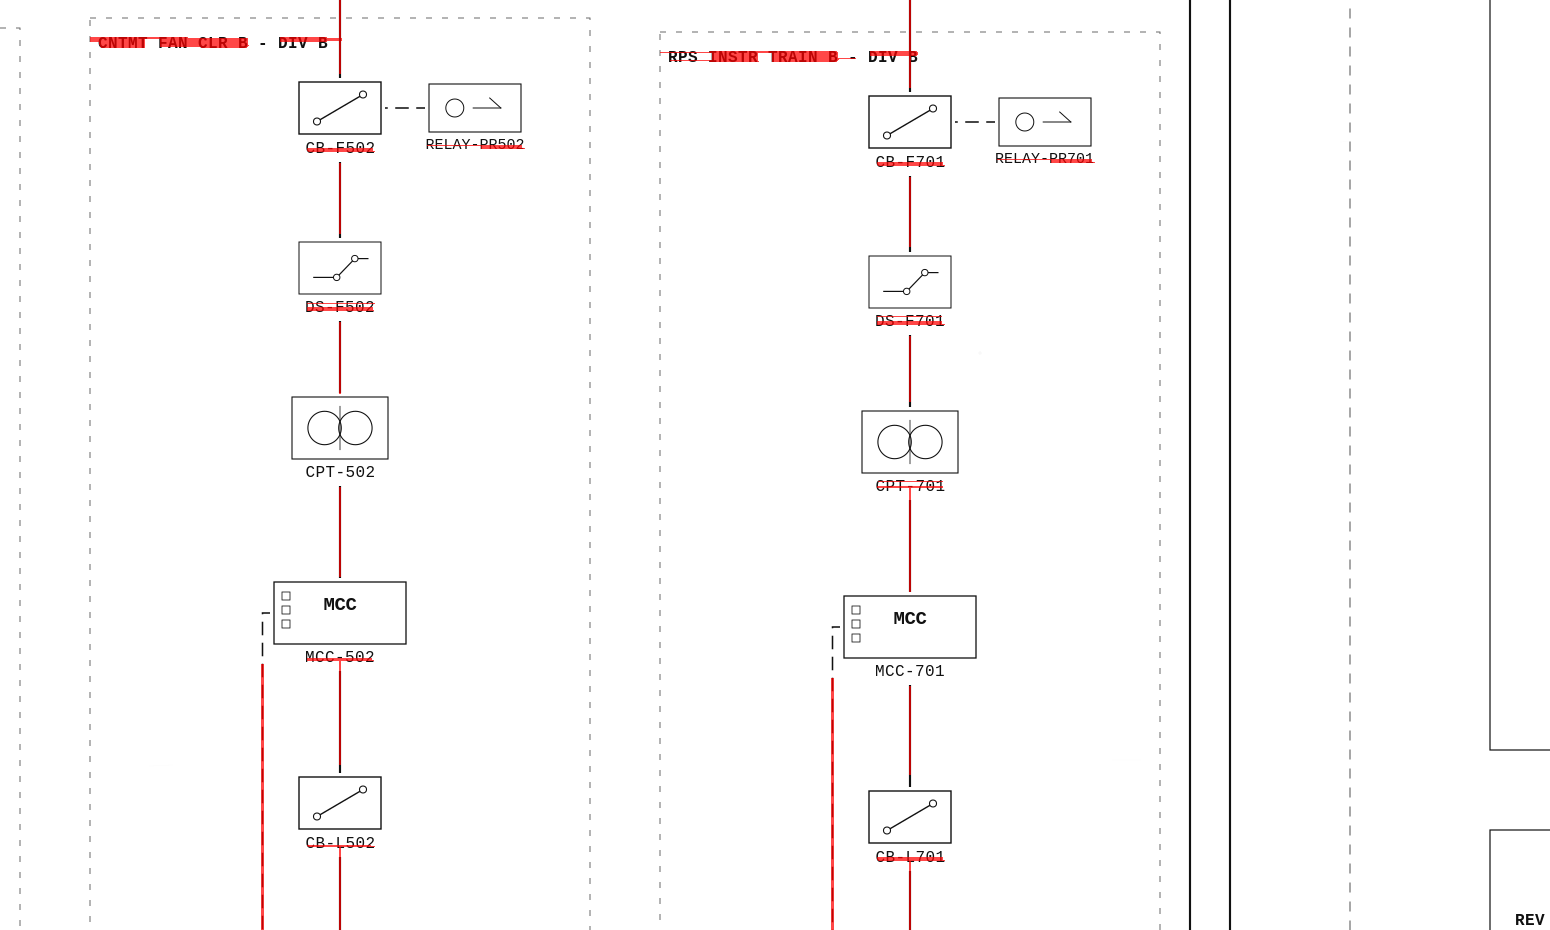 CNTMT FAN CLR B - DIV B
CB-F502
RELAY-PR502
DS-F502
CPT-502
MCC
MCC-502
CB-L502
RPS INSTR TRAIN B - DIV B
CB-F701
RELAY-PR701
DS-F701
CPT-701
MCC
MCC-701
CB-L701
REV